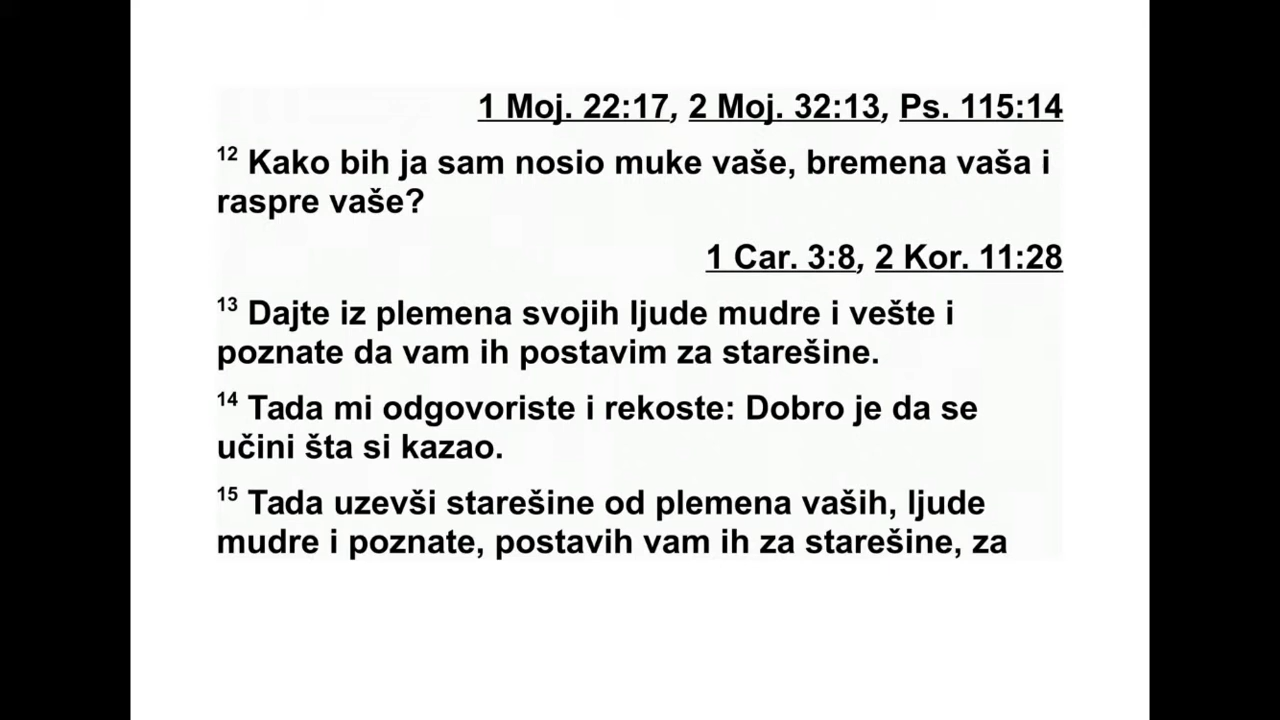 1 Moj. 22:17, 2 Moj. 32:13, Ps. 115:14
12 Kako bih ja sam nosio muke vaše, bremena vaša i
raspre vaše?
1 Car. 3:8, 2 Kor. 11:28
13 Dajte iz plemena svojih ljude mudre i vešte i
poznate da vam ih postavim za starešine.
14 Tada mi odgovoriste i rekoste: Dobro je da se
učini šta si kazao.
15 Tada uzevši starešine od plemena vaših, ljude
mudre i poznate, postavih vam ih za starešine, za